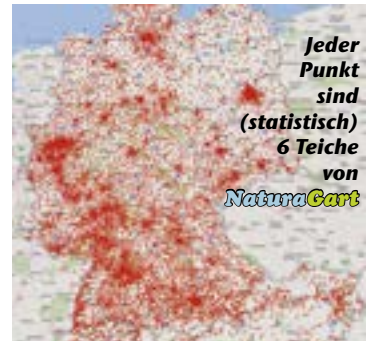 Jeder
Punkt
sind
(statistisch)
6 Teiche
von
NaturaGart